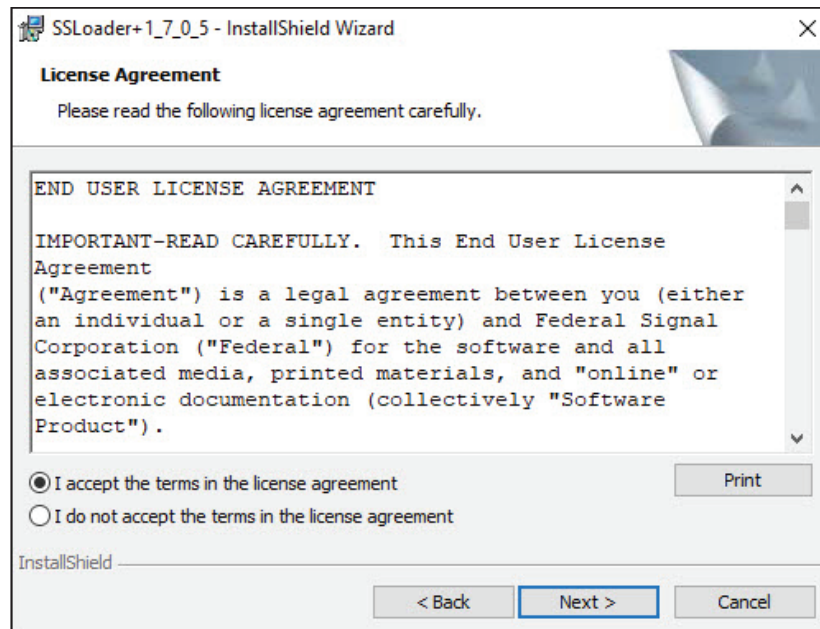 SSLoader+1_7_0_5 - InstallShield Wizard
License Agreement
Please read the following license agreement carefully.
END USER LICENSE AGREEMENT
IMPORTANT-READ CAREFULLY.  This End User License
Agreement
("Agreement") is a legal agreement between you (either
an individual or a single entity) and Federal Signal
Corporation ("Federal") for the software and all
associated media, printed materials, and "online" or
electronic documentation (collectively "Software
Product").
I accept the terms in the license agreement
Print
I do not accept the terms in the license agreement
InstallShield
< Back
Next >
Cancel